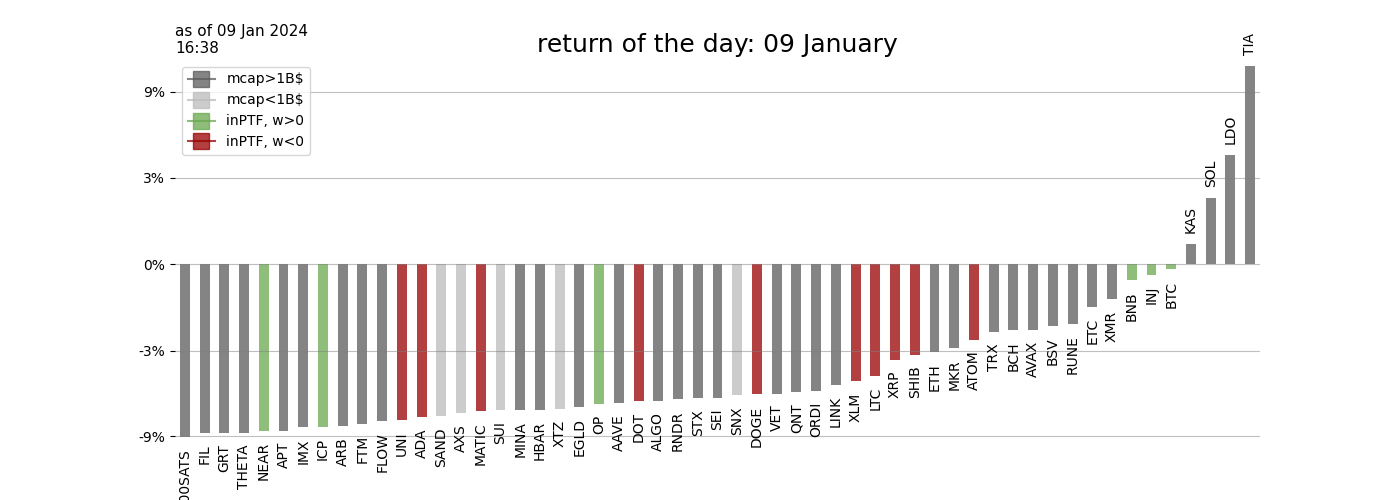 as of 09 Jan 2024
16:38
return of the day: 09 January
mcap>1B$
mcap<1B$
inPTF, w>0
inPTF, w<0
9%
3%
0%
-3%
-9%
00SATS
FIL
GRT
THETA
NEAR
APT
IMX
ICP
ARB
FTM
FLOW
UNI
ADA
SAND
AXS
MATIC
SUI
MINA
HBAR
XTZ
EGLD
OP
AAVE
DOT
ALGO
RNDR
STX
SEI
SNX
DOGE
VET
QNT
ORDI
LINK
XLM
LTC
XRP
SHIB
ETH
MKR
ATOM
TRX
BCH
AVAX
BSV
RUNE
ETC
XMR
BNB
INJ
BTC
KAS
SOL
LDO
TIA